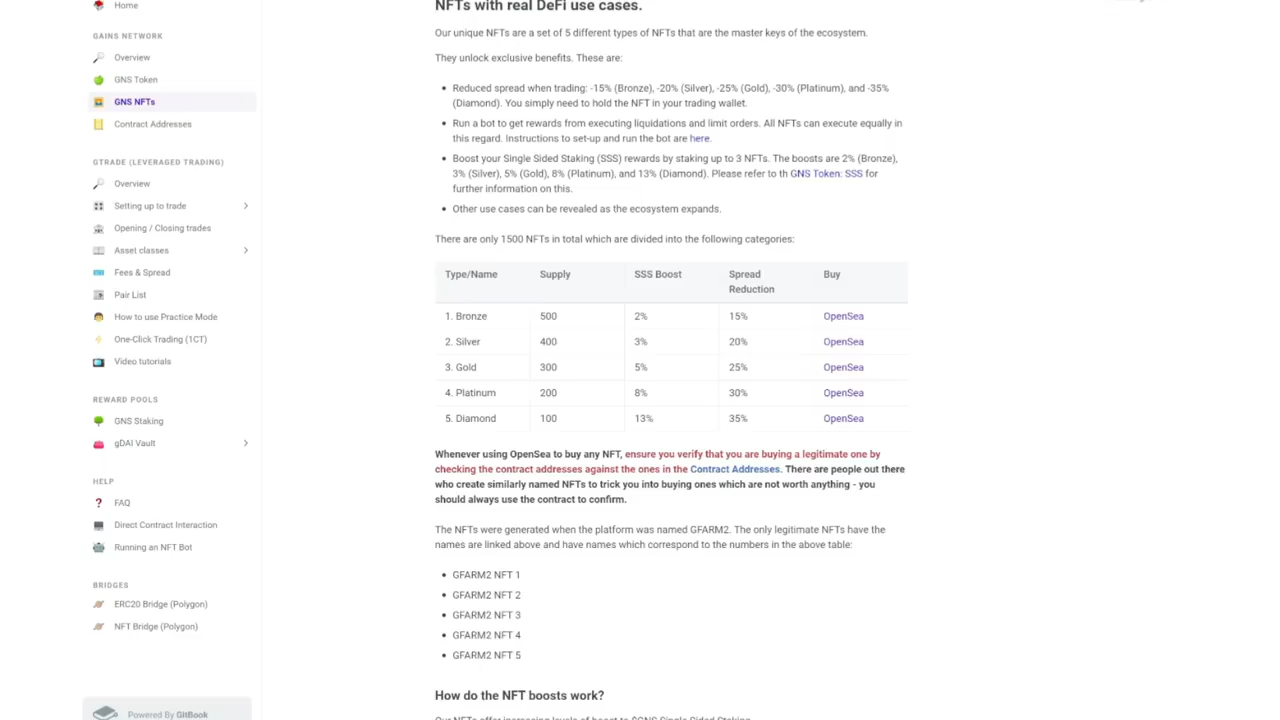 Home
GAINS NETWORK
Overview
GNS Token
GNS NFTs
Contract Addresses
GTRADE (LEVERAGED TRADING)
Overview
Setting up to trade
Opening / Closing trades
Asset classes
Fees & Spread
Pair List
How to use Practice Mode
One-Click Trading (1CT)
Video tutorials
REWARD POOLS
GNS Staking
gDAI Vault
HELP
FAQ
Direct Contract Interaction
Running an NFT Bot
BRIDGES
ERC20 Bridge (Polygon)
NFT Bridge (Polygon)
Powered By GitBook
NFTs with real DeFi use cases.
Our unique NFTs are a set of 5 different types of NFTs that are the master keys of the ecosystem.
They unlock exclusive benefits. These are:
• Reduced spread when trading: -15% (Bronze), -20% (Silver), -25% (Gold), -30% (Platinum), and -35%
(Diamond). You simply need to hold the NFT in your trading wallet.
• Run a bot to get rewards from executing liquidations and limit orders. All NFTs can execute equally in
this regard. Instructions to set-up and run the bot are here.
• Boost your Single Sided Staking (SSS) rewards by staking up to 3 NFTs. The boosts are 2% (Bronze),
3% (Silver), 5% (Gold), 8% (Platinum), and 13% (Diamond). Please refer to th GNS Token: SSS for
further information on this.
• Other use cases can be revealed as the ecosystem expands.
There are only 1500 NFTs in total which are divided into the following categories:
Type/Name Supply SSS Boost Spread Reduction Buy
1. Bronze 500 2% 15% OpenSea
2. Silver 400 3% 20% OpenSea
3. Gold 300 5% 25% OpenSea
4. Platinum 200 8% 30% OpenSea
5. Diamond 100 13% 35% OpenSea
Whenever using OpenSea to buy any NFT, ensure you verify that you are buying a legitimate one by
checking the contract addresses against the ones in the Contract Addresses. There are people out there
who create similarly named NFTs to trick you into buying ones which are not worth anything - you
should always use the contract to confirm.
The NFTs were generated when the platform was named GFARM2. The only legitimate NFTs have the
names are linked above and have names which correspond to the numbers in the above table:
• GFARM2 NFT 1
• GFARM2 NFT 2
• GFARM2 NFT 3
• GFARM2 NFT 4
• GFARM2 NFT 5
How do the NFT boosts work?
Our NFTs offer increasing levels of boost to $GNS Single Sided Staking